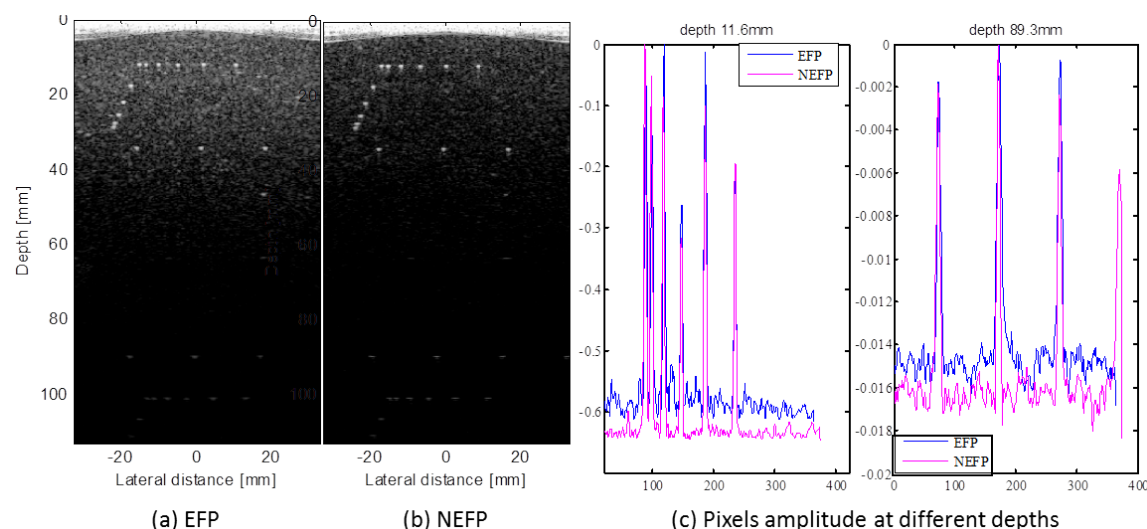 depth 11.6mm
depth 89.3mm
0
20
40
60
80
100
Depth [mm]
0
20
60
80
100
0
-0.1
-0.2
-0.3
-0.4
-0.5
-0.6
EFP
NEFP
0
-0.002
-0.004
-0.006
-0.008
-0.01
-0.012
-0.014
-0.016
-0.018
-0.02
EFP
NEFP
-20 0 20
-20 0 20
100 200 300 400
0 100 200 300 400
Lateral distance [mm]
Lateral distance [mm]
(a) EFP
(b) NEFP
(c) Pixels amplitude at different depths